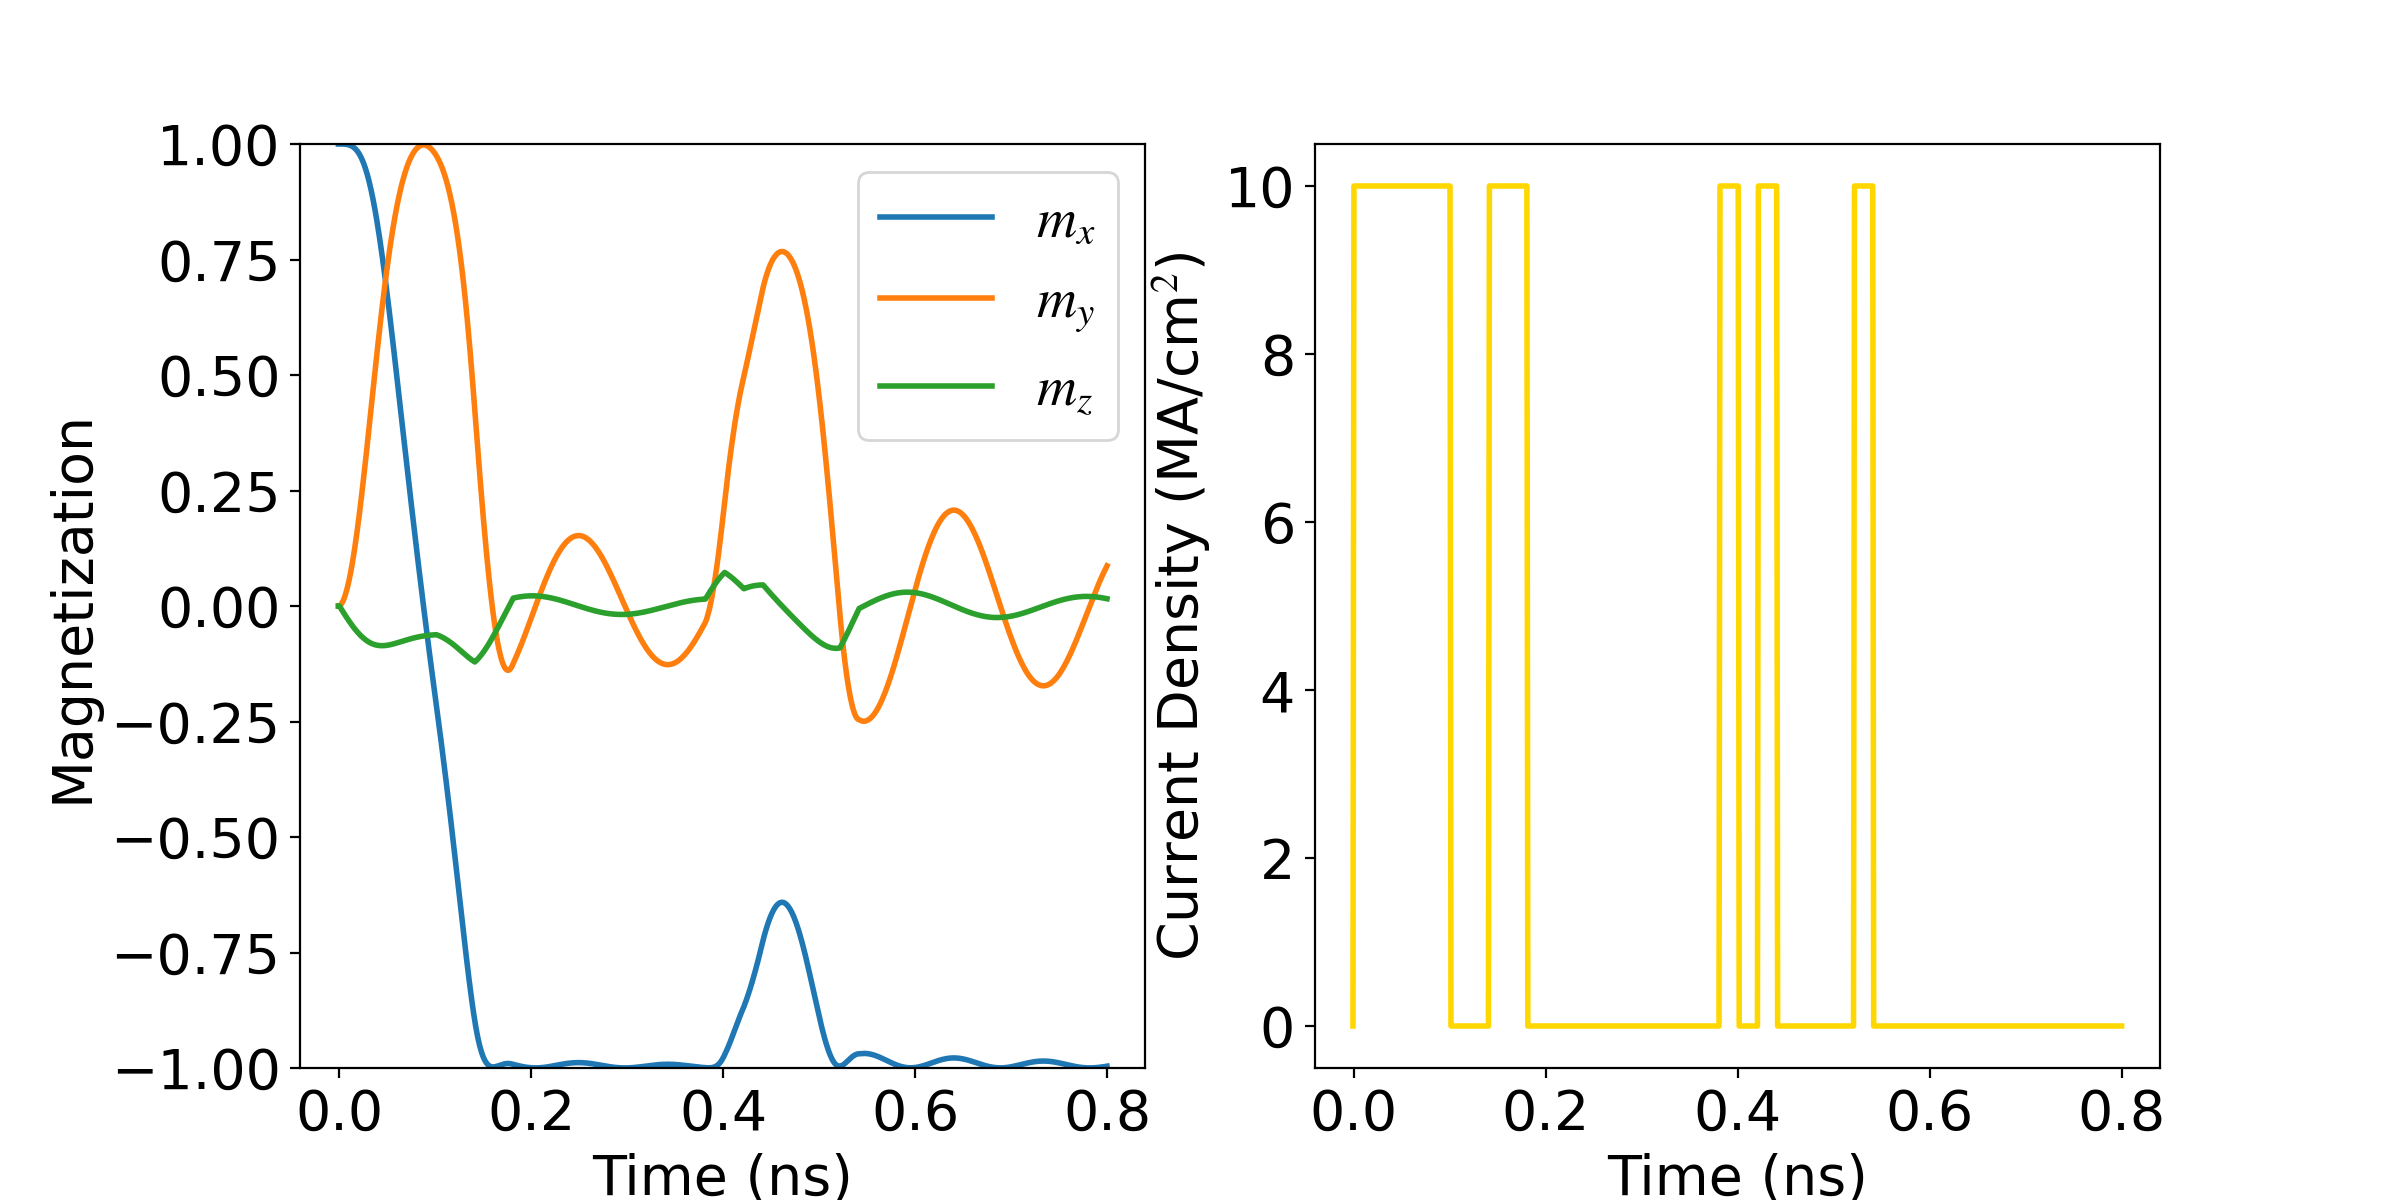 Magnetization
1.00
0.75
0.50
0.25
0.00
−0.25
−0.50
−0.75
−1.00
0.0 0.2 0.4 0.6 0.8
Time (ns)
m_x
m_y
m_z
Current Density (MA/cm²)
10
8
6
4
2
0
0.0 0.2 0.4 0.6 0.8
Time (ns)